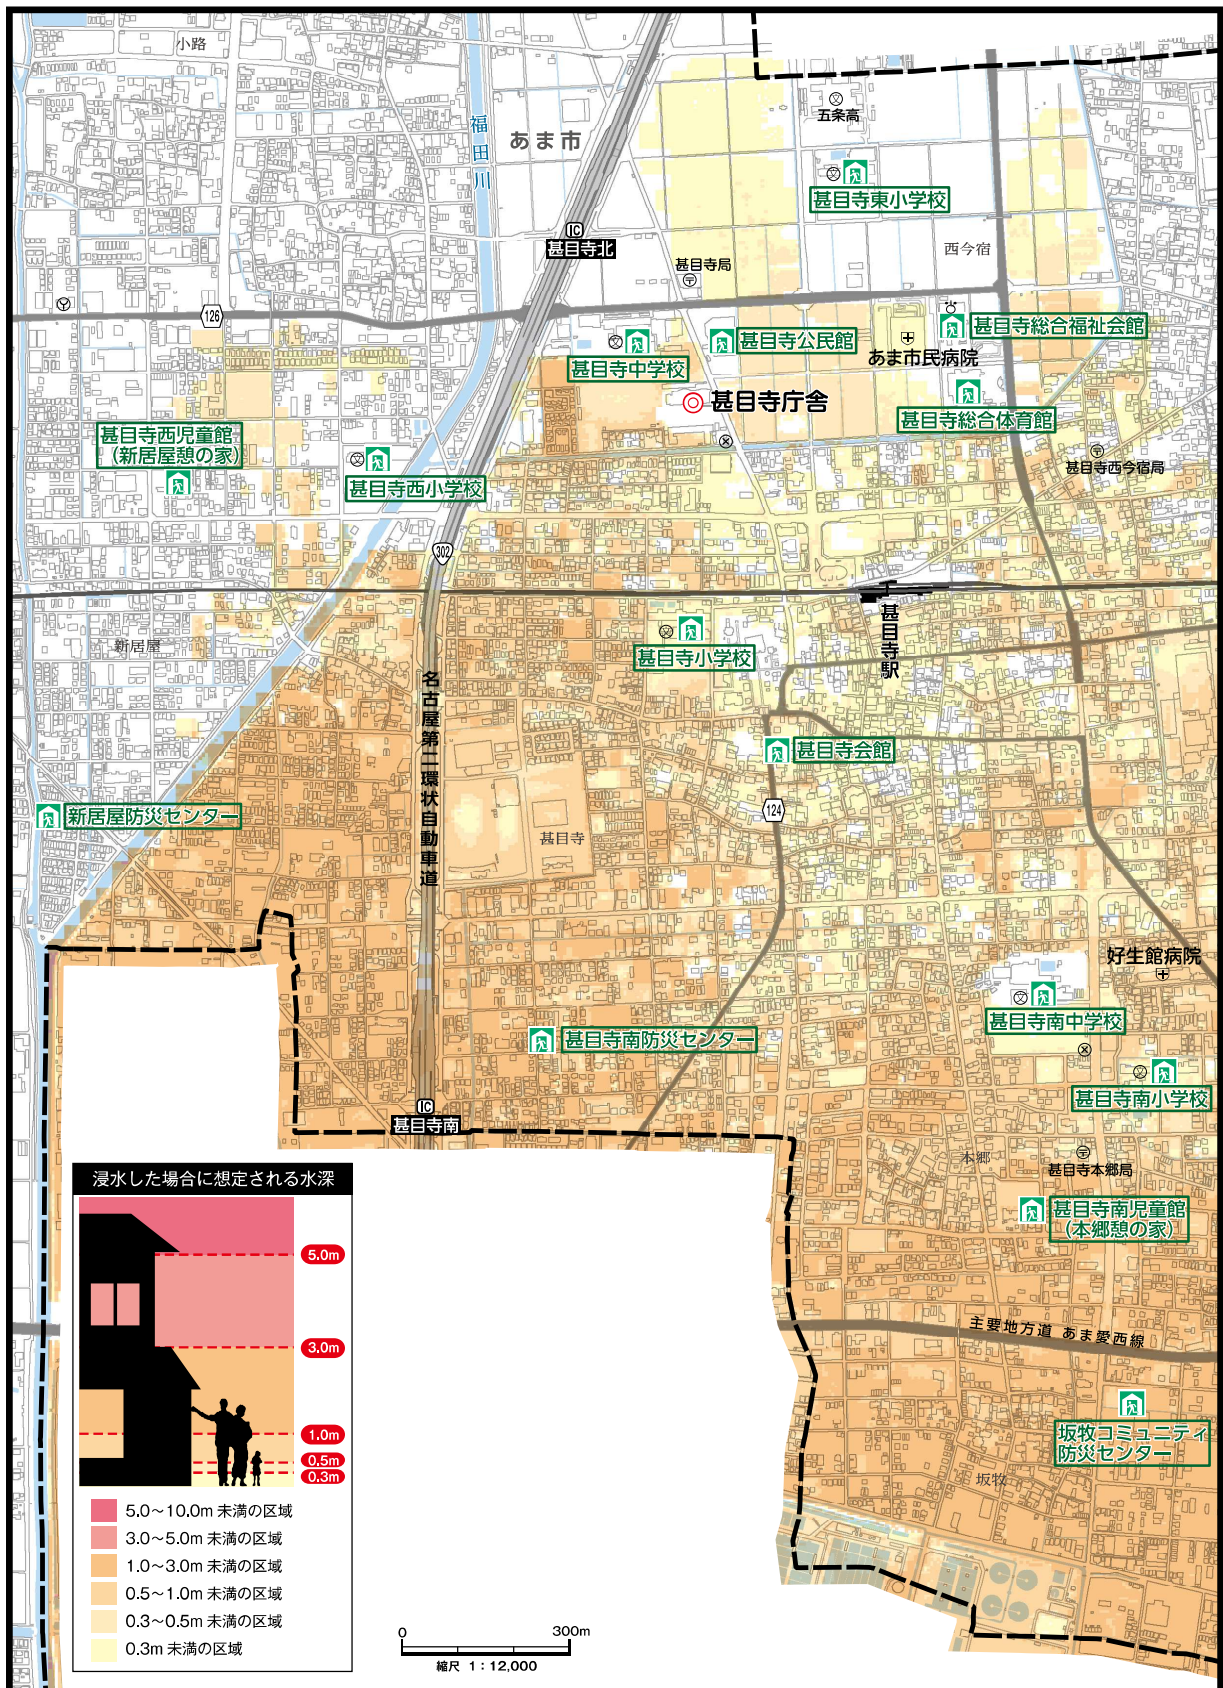 小路
福田川
あま市
五条高
甚目寺東小学校
西今宿
IC
甚目寺北
甚目寺局
126
甚目寺中学校
甚目寺公民館
あま市民病院
甚目寺総合福祉会館
甚目寺庁舎
甚目寺総合体育館
甚目寺西児童館
(新居屋憩の家)
甚目寺西小学校
甚目寺西今宿局
302
新居屋
甚目寺小学校
甚目寺駅
名古屋第二環状自動車道
甚目寺会館
124
新居屋防災センター
甚目寺
好生館病院
甚目寺南中学校
甚目寺南防災センター
甚目寺南小学校
IC
甚目寺南
本郷
甚目寺本郷局
甚目寺南児童館
(本郷憩の家)
主要地方道 あま愛西線
坂牧コミュニティ
防災センター
坂牧
浸水した場合に想定される水深
5.0m
3.0m
1.0m
0.5m
0.3m
5.0～10.0m 未満の区域
3.0～5.0m 未満の区域
1.0～3.0m 未満の区域
0.5～1.0m 未満の区域
0.3～0.5m 未満の区域
0.3m 未満の区域
0 300m
縮尺 1：12,000